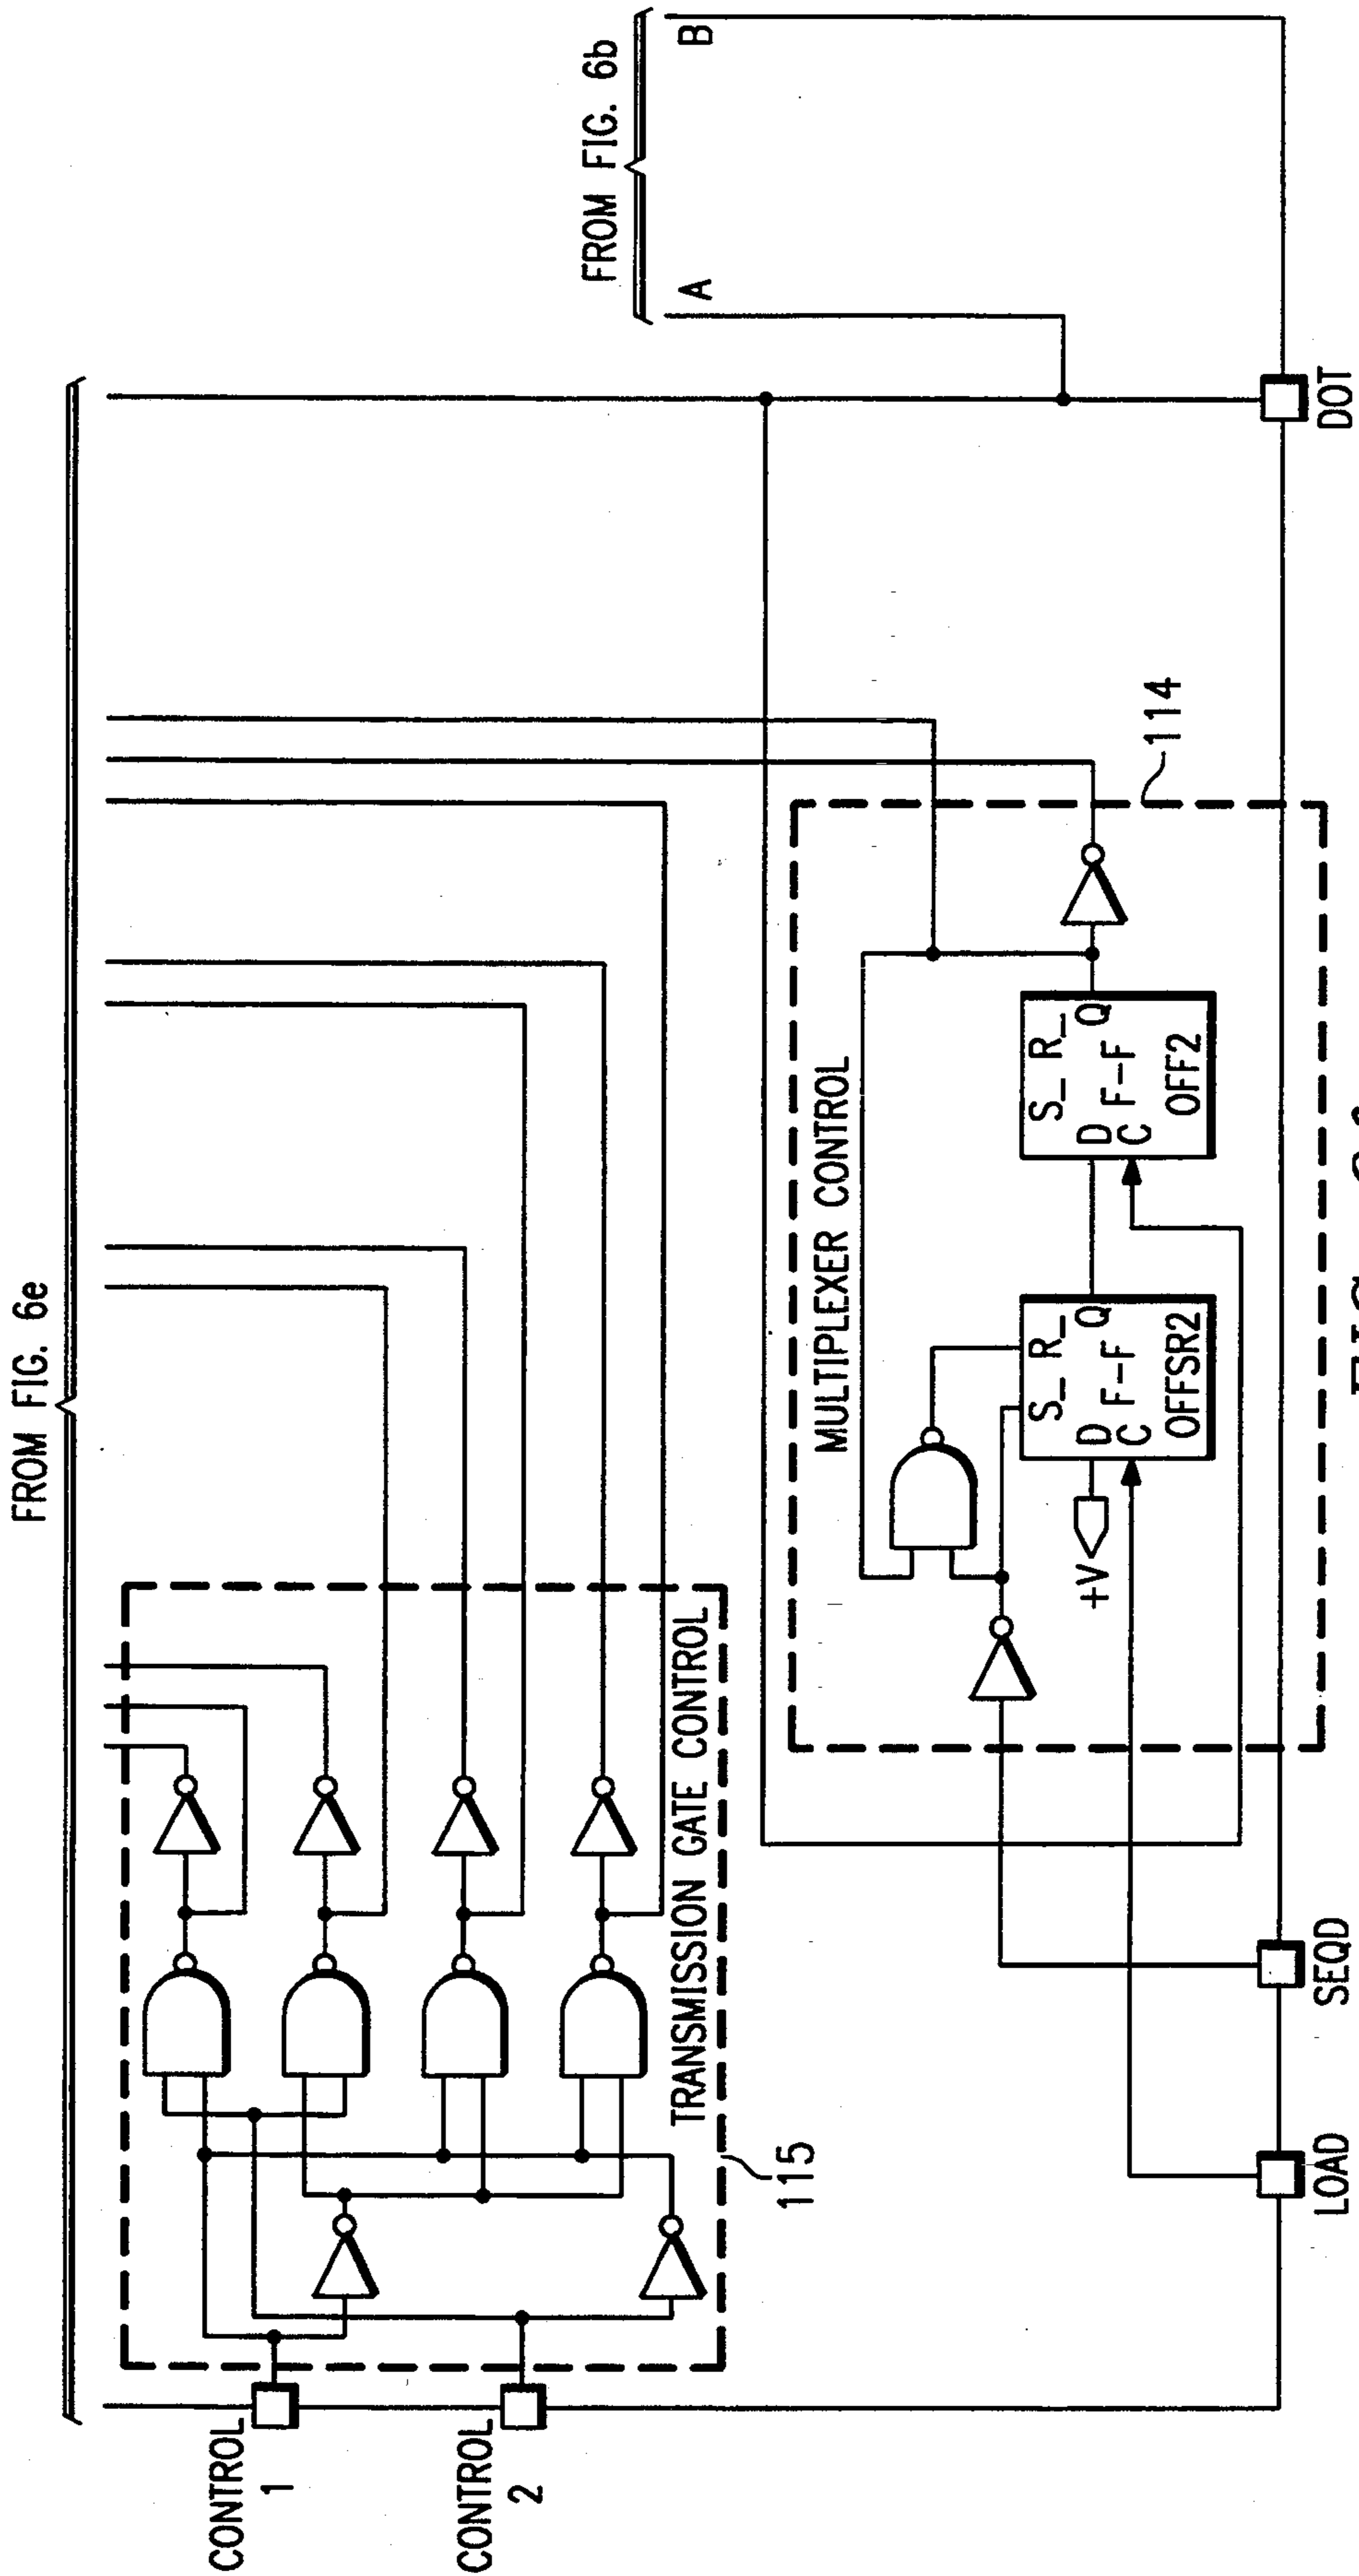 FROM FIG. 6e
FROM FIG. 6b
A
B
CONTROL
1
CONTROL
2
TRANSMISSION GATE CONTROL
115
MULTIPLEXER CONTROL
114
+V
S_ R_
D Q
C F-F
OFFSR2
S_ R_
D Q
C F-F
OFF2
LOAD
SEQD
DOT